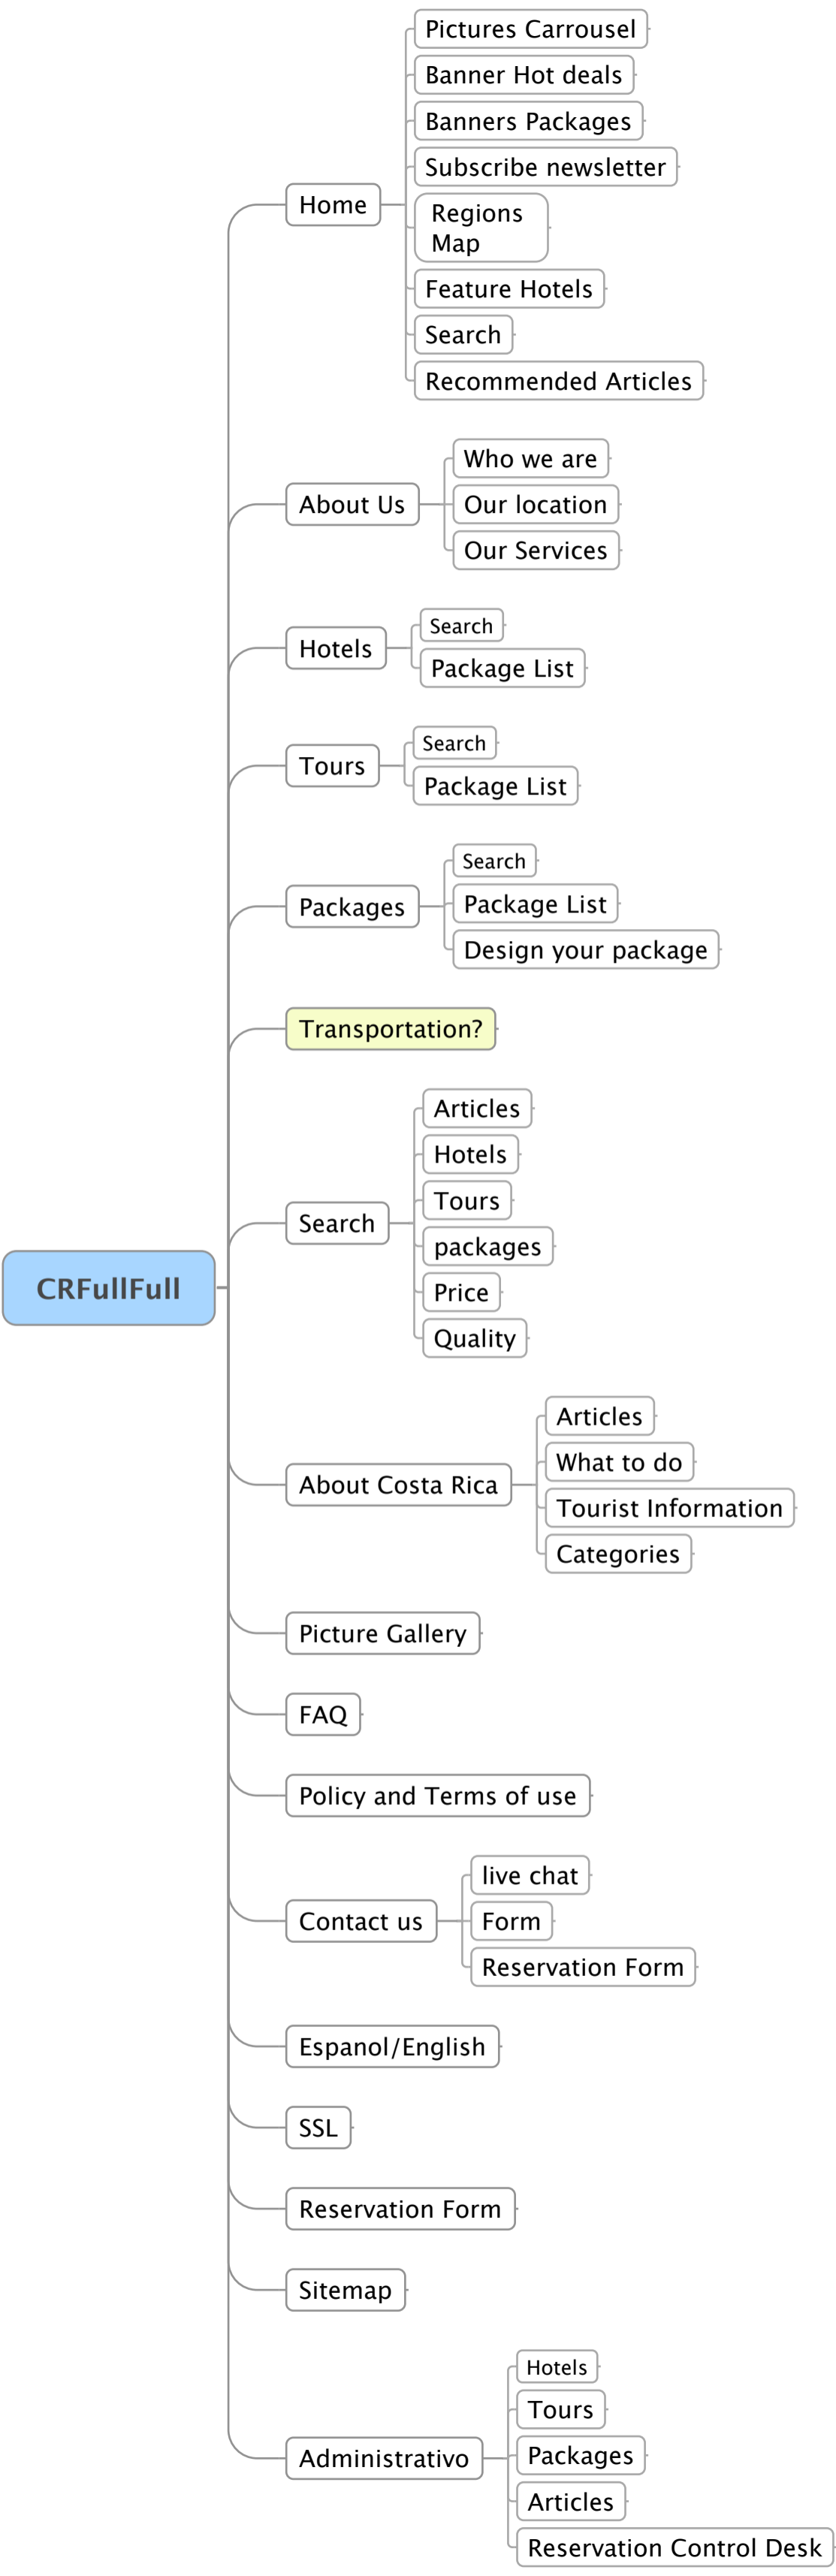 Pictures Carrousel
Banner Hot deals
Banners Packages
Subscribe newsletter
Home
Regions
Map
Feature Hotels
Search
Recommended Articles
Who we are
About Us
Our location
Our Services
Search
Hotels
Package List
Search
Tours
Package List
Search
Packages
Package List
Design your package
Transportation?
Articles
Hotels
Tours
Search
packages
Price
Quality
CRFullFull
Articles
What to do
About Costa Rica
Tourist Information
Categories
Picture Gallery
FAQ
Policy and Terms of use
live chat
Contact us
Form
Reservation Form
Espanol/English
SSL
Reservation Form
Sitemap
Hotels
Tours
Administrativo
Packages
Articles
Reservation Control Desk